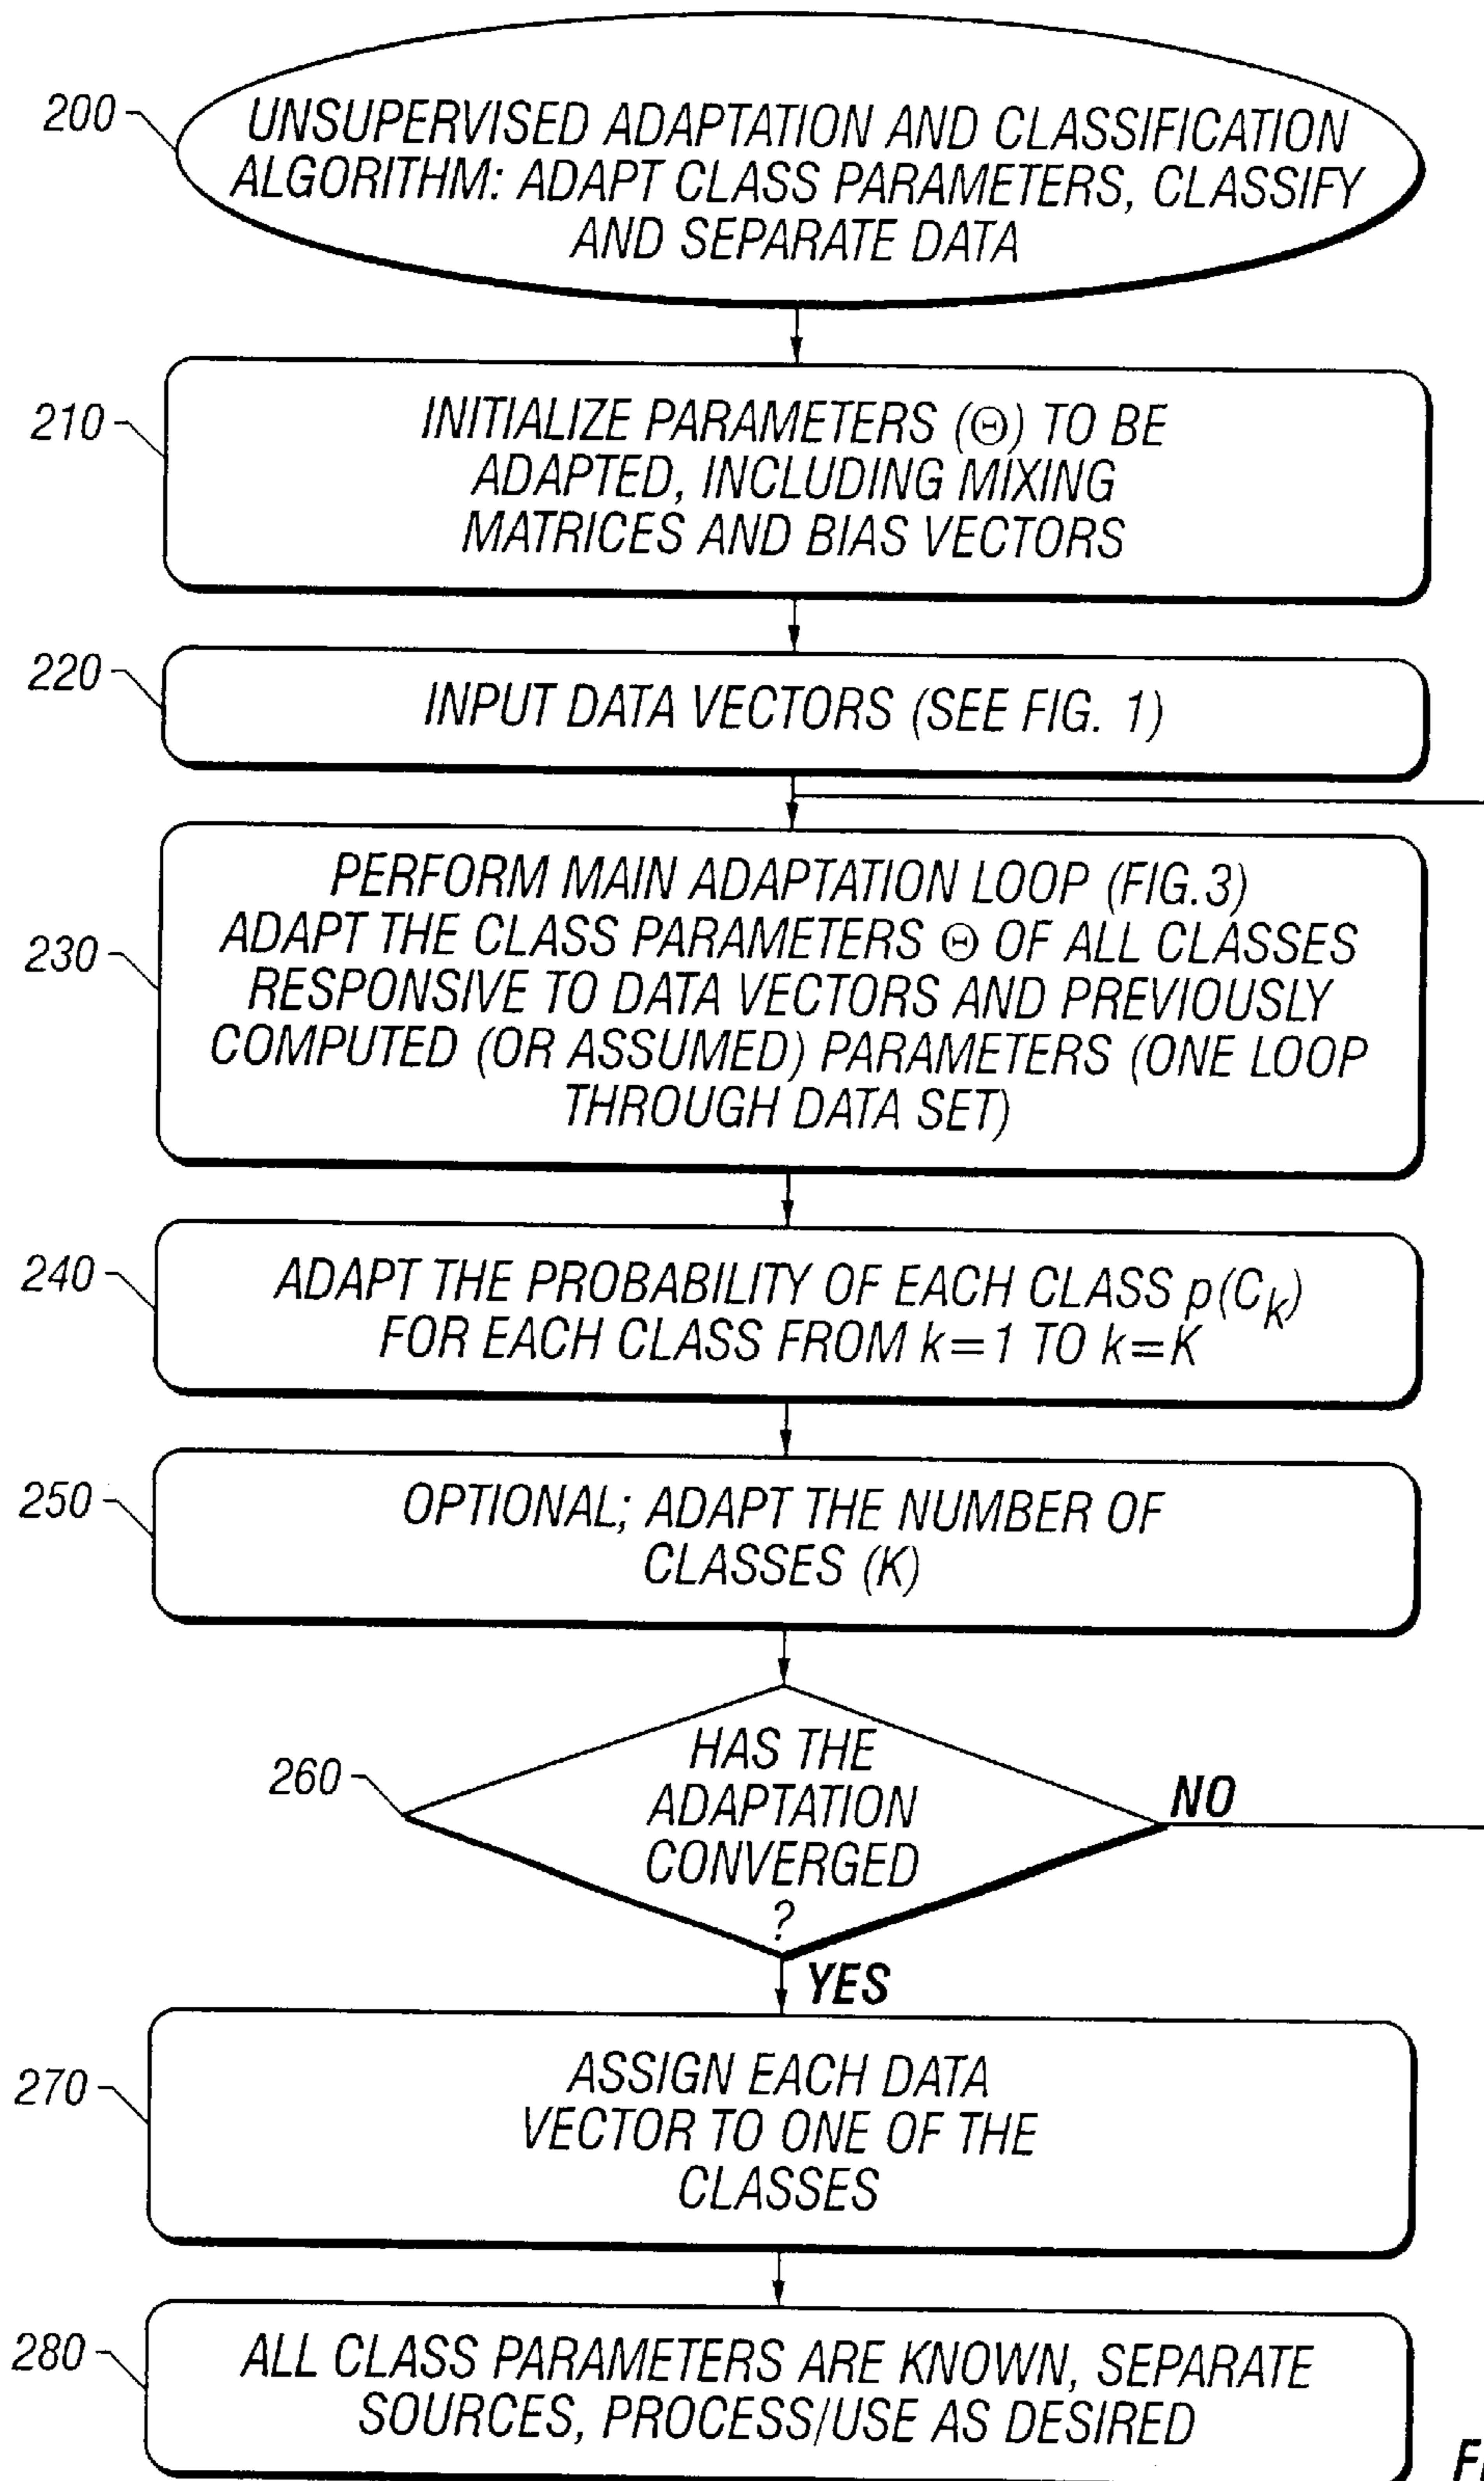 200
UNSUPERVISED ADAPTATION AND CLASSIFICATION
ALGORITHM: ADAPT CLASS PARAMETERS, CLASSIFY
AND SEPARATE DATA
210
INITIALIZE PARAMETERS (Θ) TO BE
ADAPTED, INCLUDING MIXING
MATRICES AND BIAS VECTORS
220
INPUT DATA VECTORS (SEE FIG. 1)
230
PERFORM MAIN ADAPTATION LOOP (FIG.3)
ADAPT THE CLASS PARAMETERS Θ OF ALL CLASSES
RESPONSIVE TO DATA VECTORS AND PREVIOUSLY
COMPUTED (OR ASSUMED) PARAMETERS (ONE LOOP
THROUGH DATA SET)
240
ADAPT THE PROBABILITY OF EACH CLASS p(Ck)
FOR EACH CLASS FROM k=1 TO k=K
250
OPTIONAL; ADAPT THE NUMBER OF
CLASSES (K)
260
HAS THE
ADAPTATION
CONVERGED
?
NO
YES
270
ASSIGN EACH DATA
VECTOR TO ONE OF THE
CLASSES
280
ALL CLASS PARAMETERS ARE KNOWN, SEPARATE
SOURCES, PROCESS/USE AS DESIRED